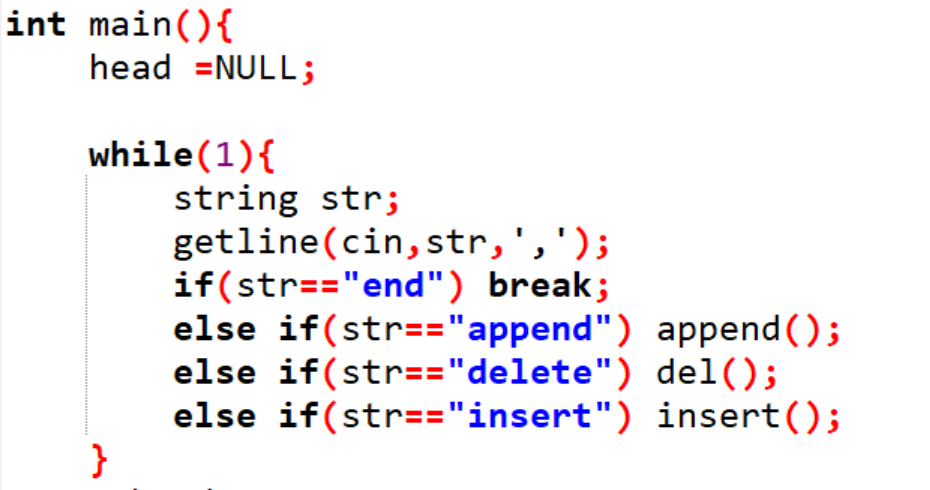 int main(){
head =NULL;
while(1){
string str;
getline(cin,str,',');
if(str=="end") break;
else if(str=="append") append();
else if(str=="delete") del();
else if(str=="insert") insert();
}